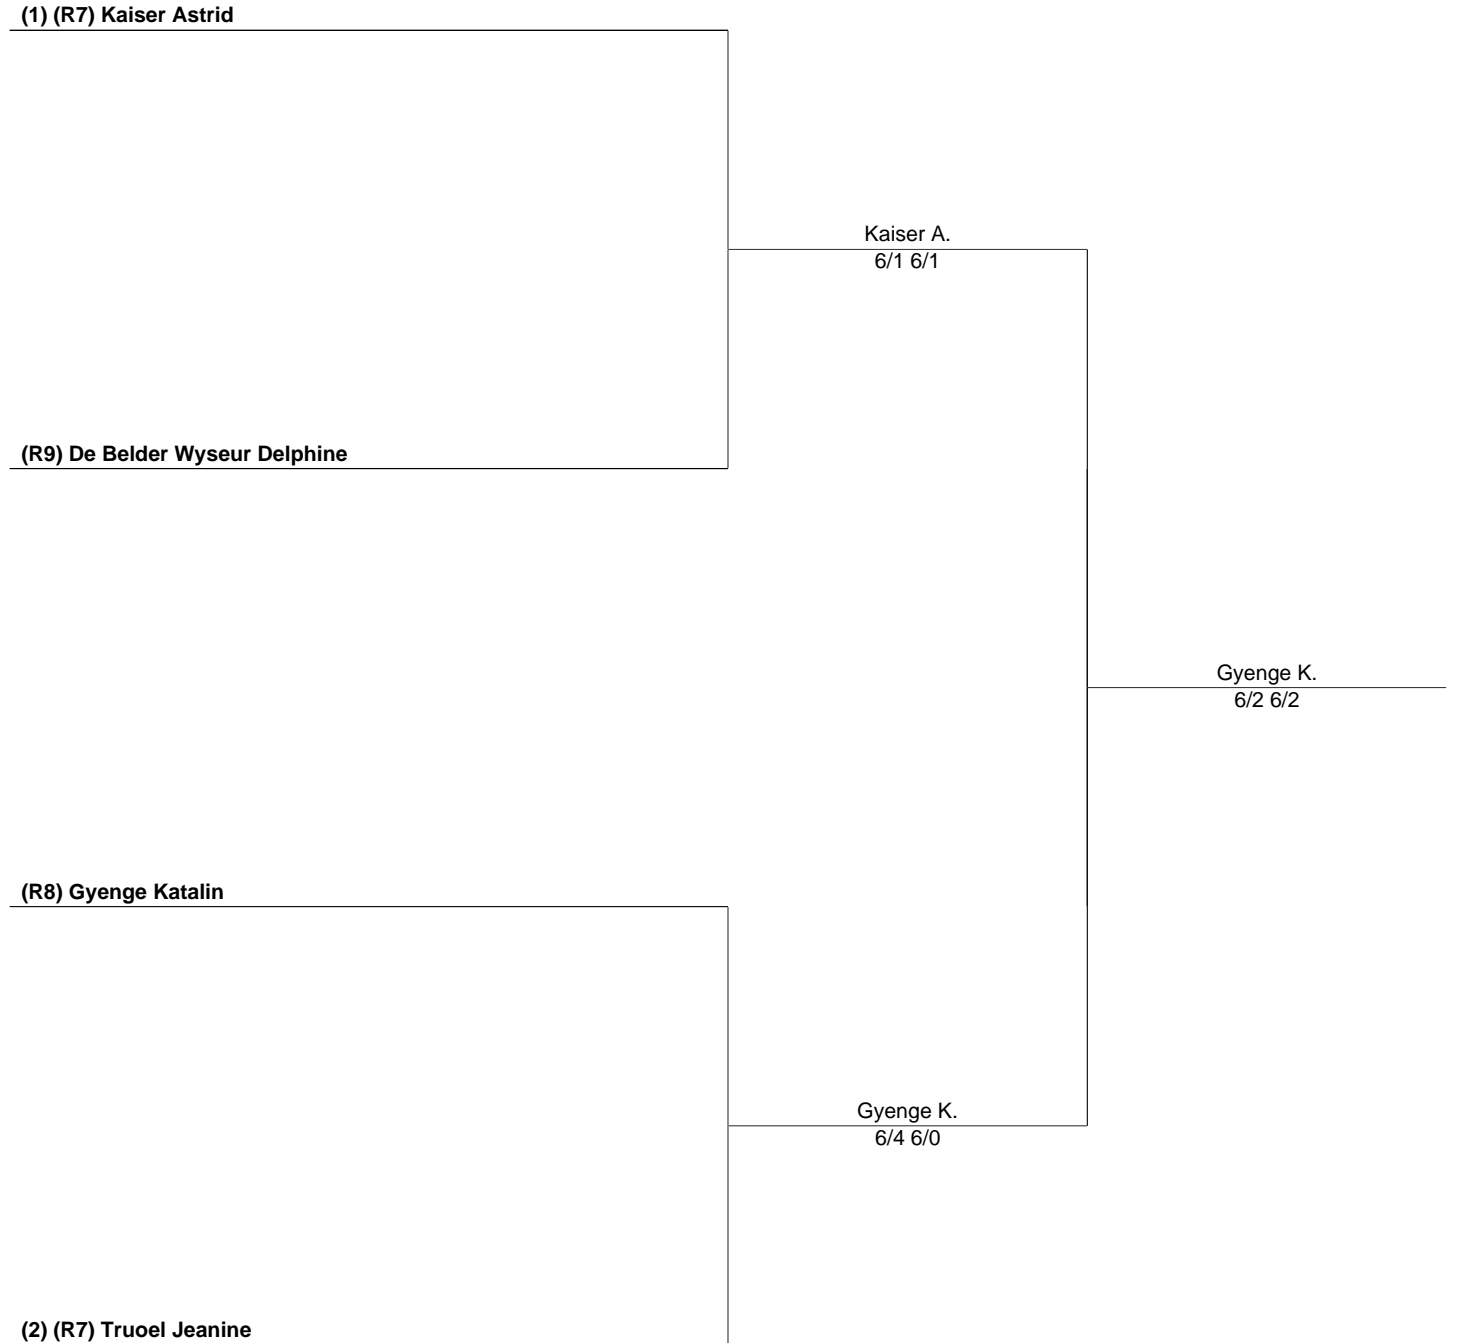 (1) (R7) Kaiser Astrid
Kaiser A.
6/1 6/1
(R9) De Belder Wyseur Delphine
Gyenge K.
6/2 6/2
(R8) Gyenge Katalin
Gyenge K.
6/4 6/0
(2) (R7) Truoel Jeanine